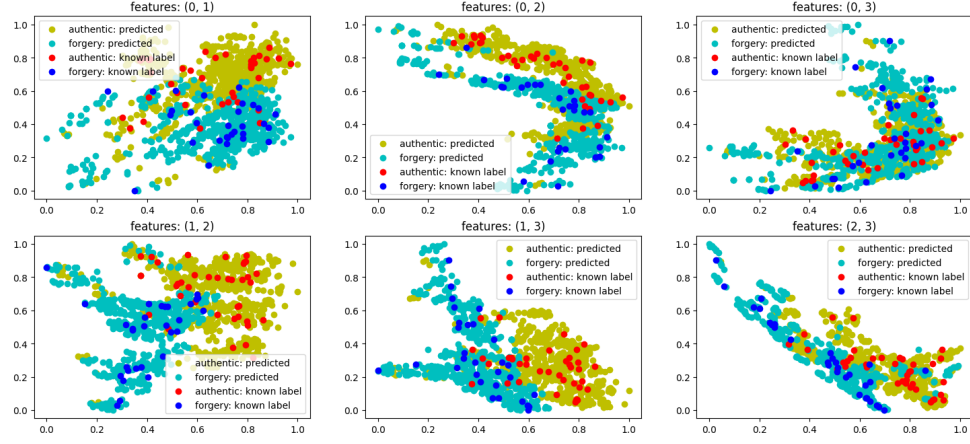 features: (0, 1)
authentic: predicted
forgery: predicted
authentic: known label
forgery: known label
1.0
0.8
0.6
0.4
0.2
0.0
0.0 0.2 0.4 0.6 0.8 1.0
features: (0, 2)
authentic: predicted
forgery: predicted
authentic: known label
forgery: known label
1.0
0.8
0.6
0.4
0.2
0.0
0.0 0.2 0.4 0.6 0.8 1.0
features: (0, 3)
authentic: predicted
forgery: predicted
authentic: known label
forgery: known label
1.0
0.8
0.6
0.4
0.2
0.0
0.0 0.2 0.4 0.6 0.8 1.0
features: (1, 2)
authentic: predicted
forgery: predicted
authentic: known label
forgery: known label
1.0
0.8
0.6
0.4
0.2
0.0
0.0 0.2 0.4 0.6 0.8 1.0
features: (1, 3)
authentic: predicted
forgery: predicted
authentic: known label
forgery: known label
1.0
0.8
0.6
0.4
0.2
0.0
0.0 0.2 0.4 0.6 0.8 1.0
features: (2, 3)
authentic: predicted
forgery: predicted
authentic: known label
forgery: known label
1.0
0.8
0.6
0.4
0.2
0.0
0.0 0.2 0.4 0.6 0.8 1.0